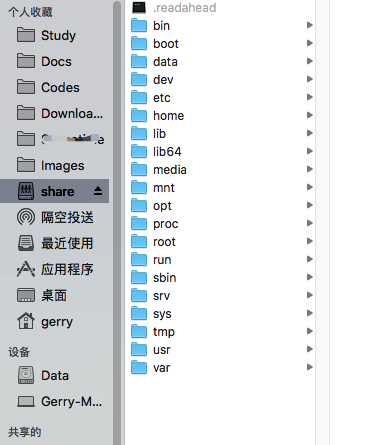 个人收藏
Study
Docs
Codes
Downloa...
Images
share
隔空投送
最近使用
应用程序
桌面
gerry
设备
Data
Gerry-M...
共享的
.readahead
bin
boot
data
dev
etc
home
lib
lib64
media
mnt
opt
proc
root
run
sbin
srv
sys
tmp
usr
var